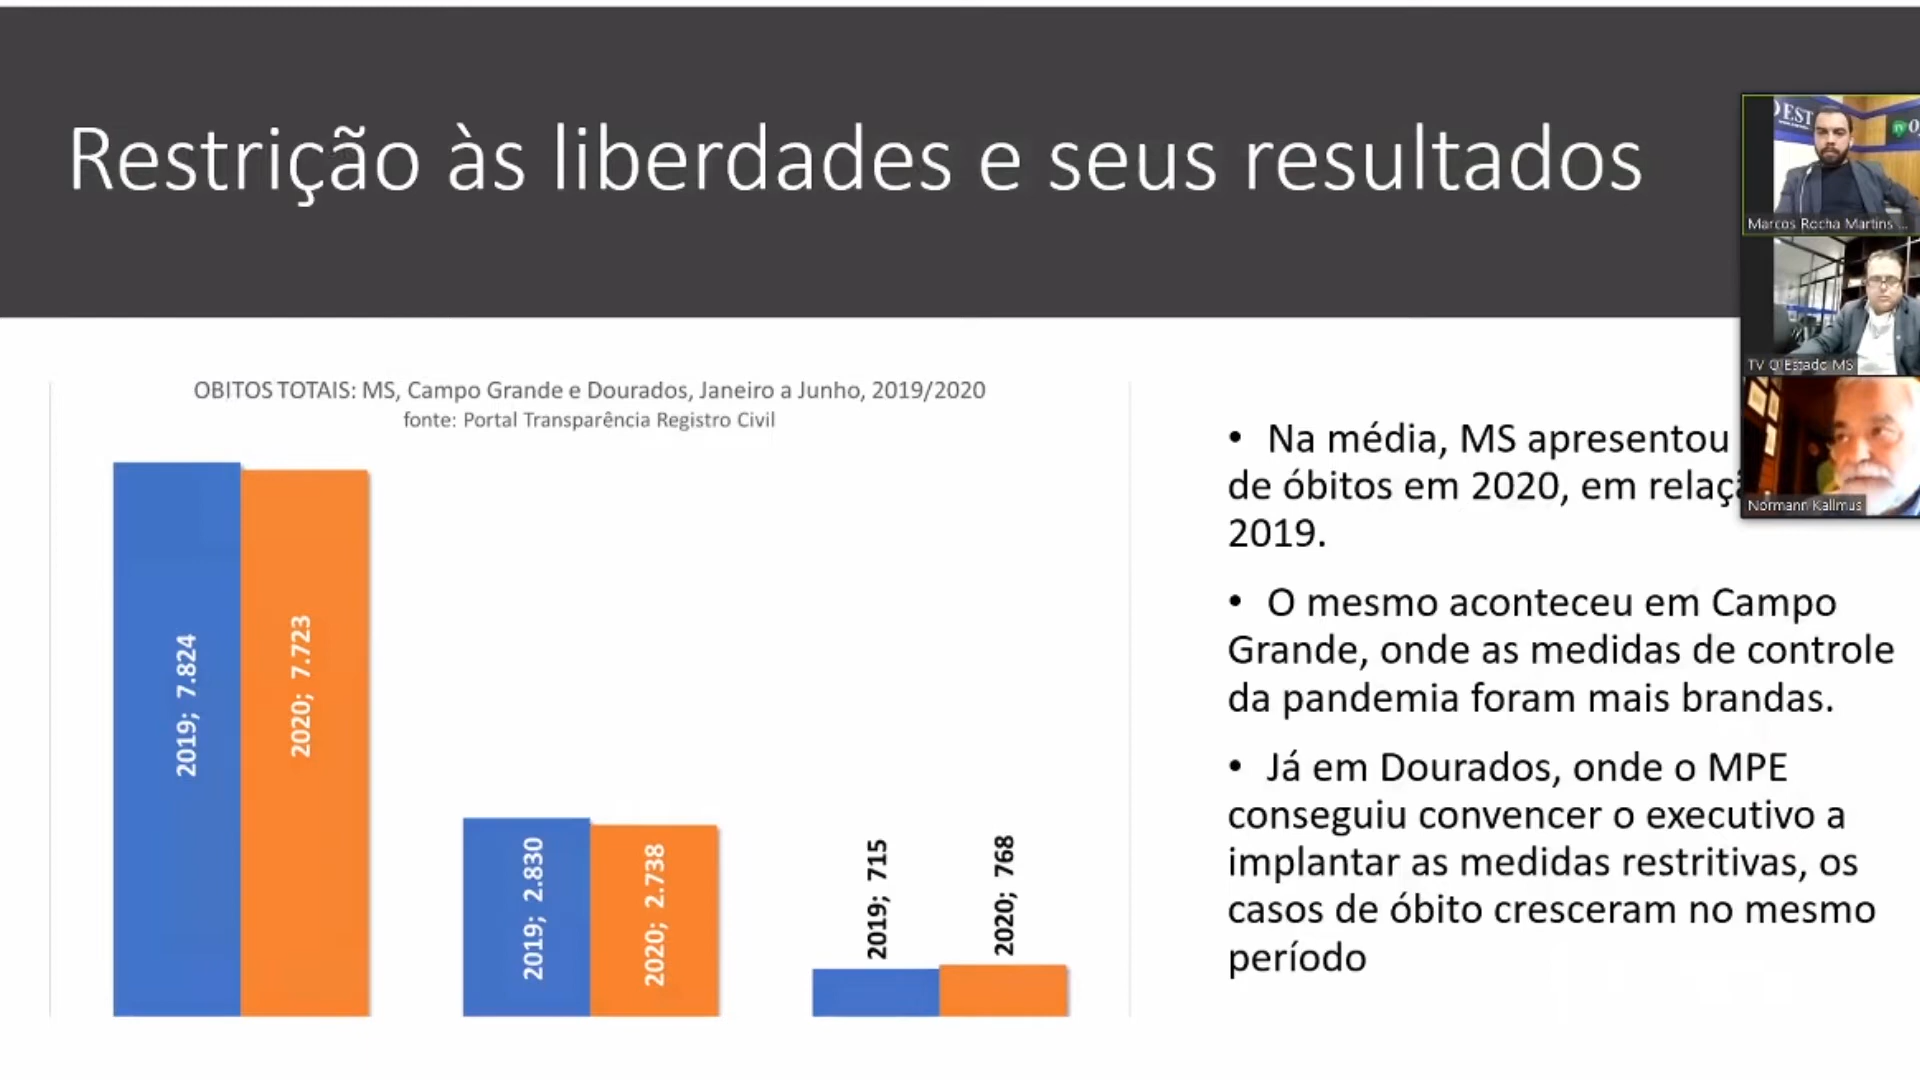 Restrição às liberdades e seus resultados
EST
Marcos Rocha Martins ...
TV O Estado MS
Normann Kallmus
OBITOS TOTAIS: MS, Campo Grande e Dourados, Janeiro a Junho, 2019/2020
fonte: Portal Transparência Registro Civil
2019; 7.824
2020; 7.723
2019; 2.830
2020; 2.738
2019; 715
2020; 768
• Na média, MS apresentou
de óbitos em 2020, em
2019.
• O mesmo aconteceu em Campo
Grande, onde as medidas de controle
da pandemia foram mais brandas.
• Já em Dourados, onde o MPE
conseguiu convencer o executivo a
implantar as medidas restritivas, os
casos de óbito cresceram no mesmo
período